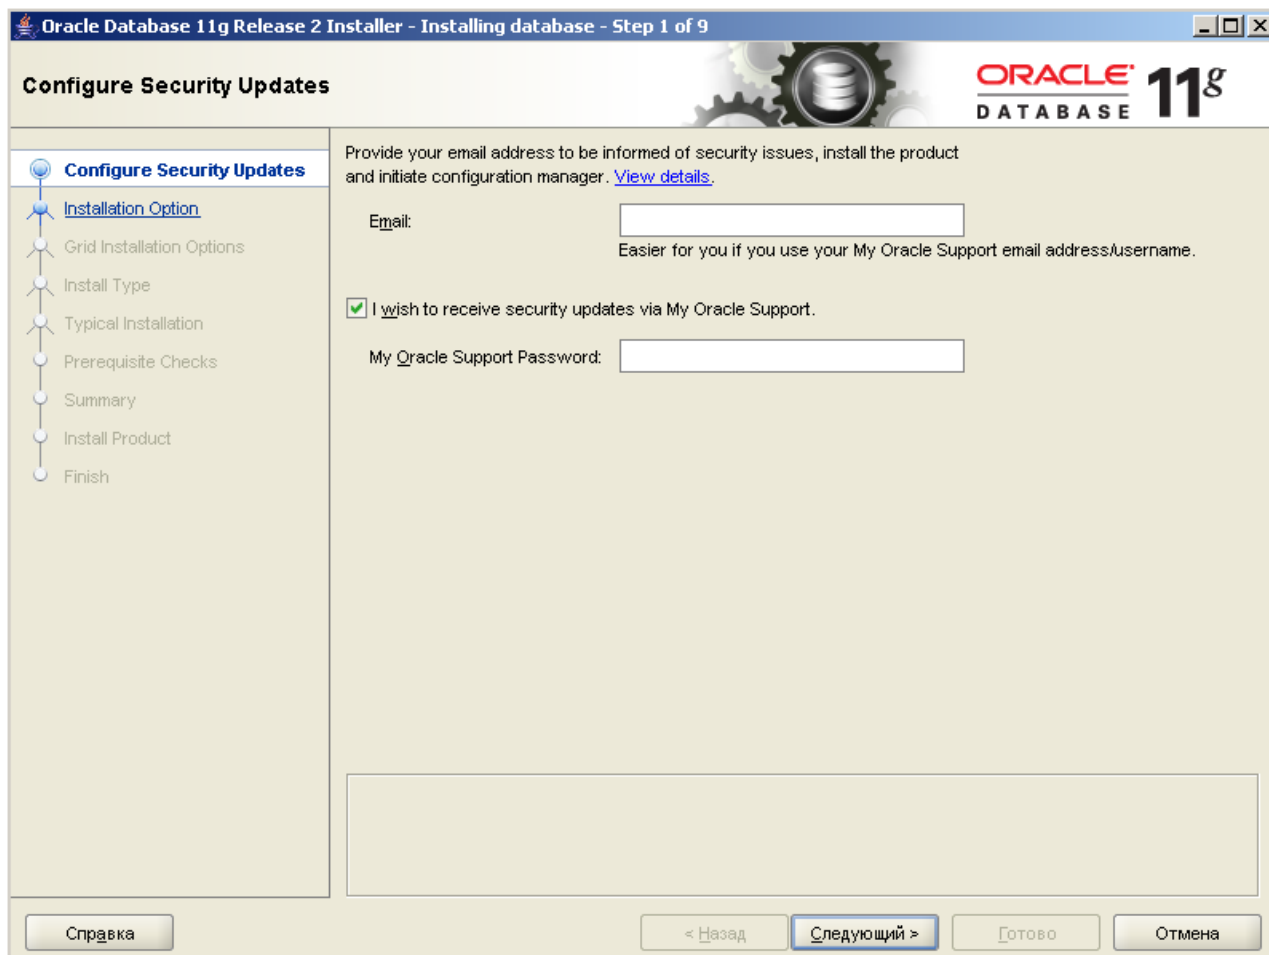 Oracle Database 11g Release 2 Installer - Installing database - Step 1 of 9
Configure Security Updates
ORACLE
DATABASE
11g
Configure Security Updates
Installation Option
Grid Installation Options
Install Type
Typical Installation
Prerequisite Checks
Summary
Install Product
Finish
Provide your email address to be informed of security issues, install the product
and initiate configuration manager. View details.
Email:
Easier for you if you use your My Oracle Support email address/username.
I wish to receive security updates via My Oracle Support.
My Oracle Support Password:
Справка
< Назад
Следующий >
Готово
Отмена